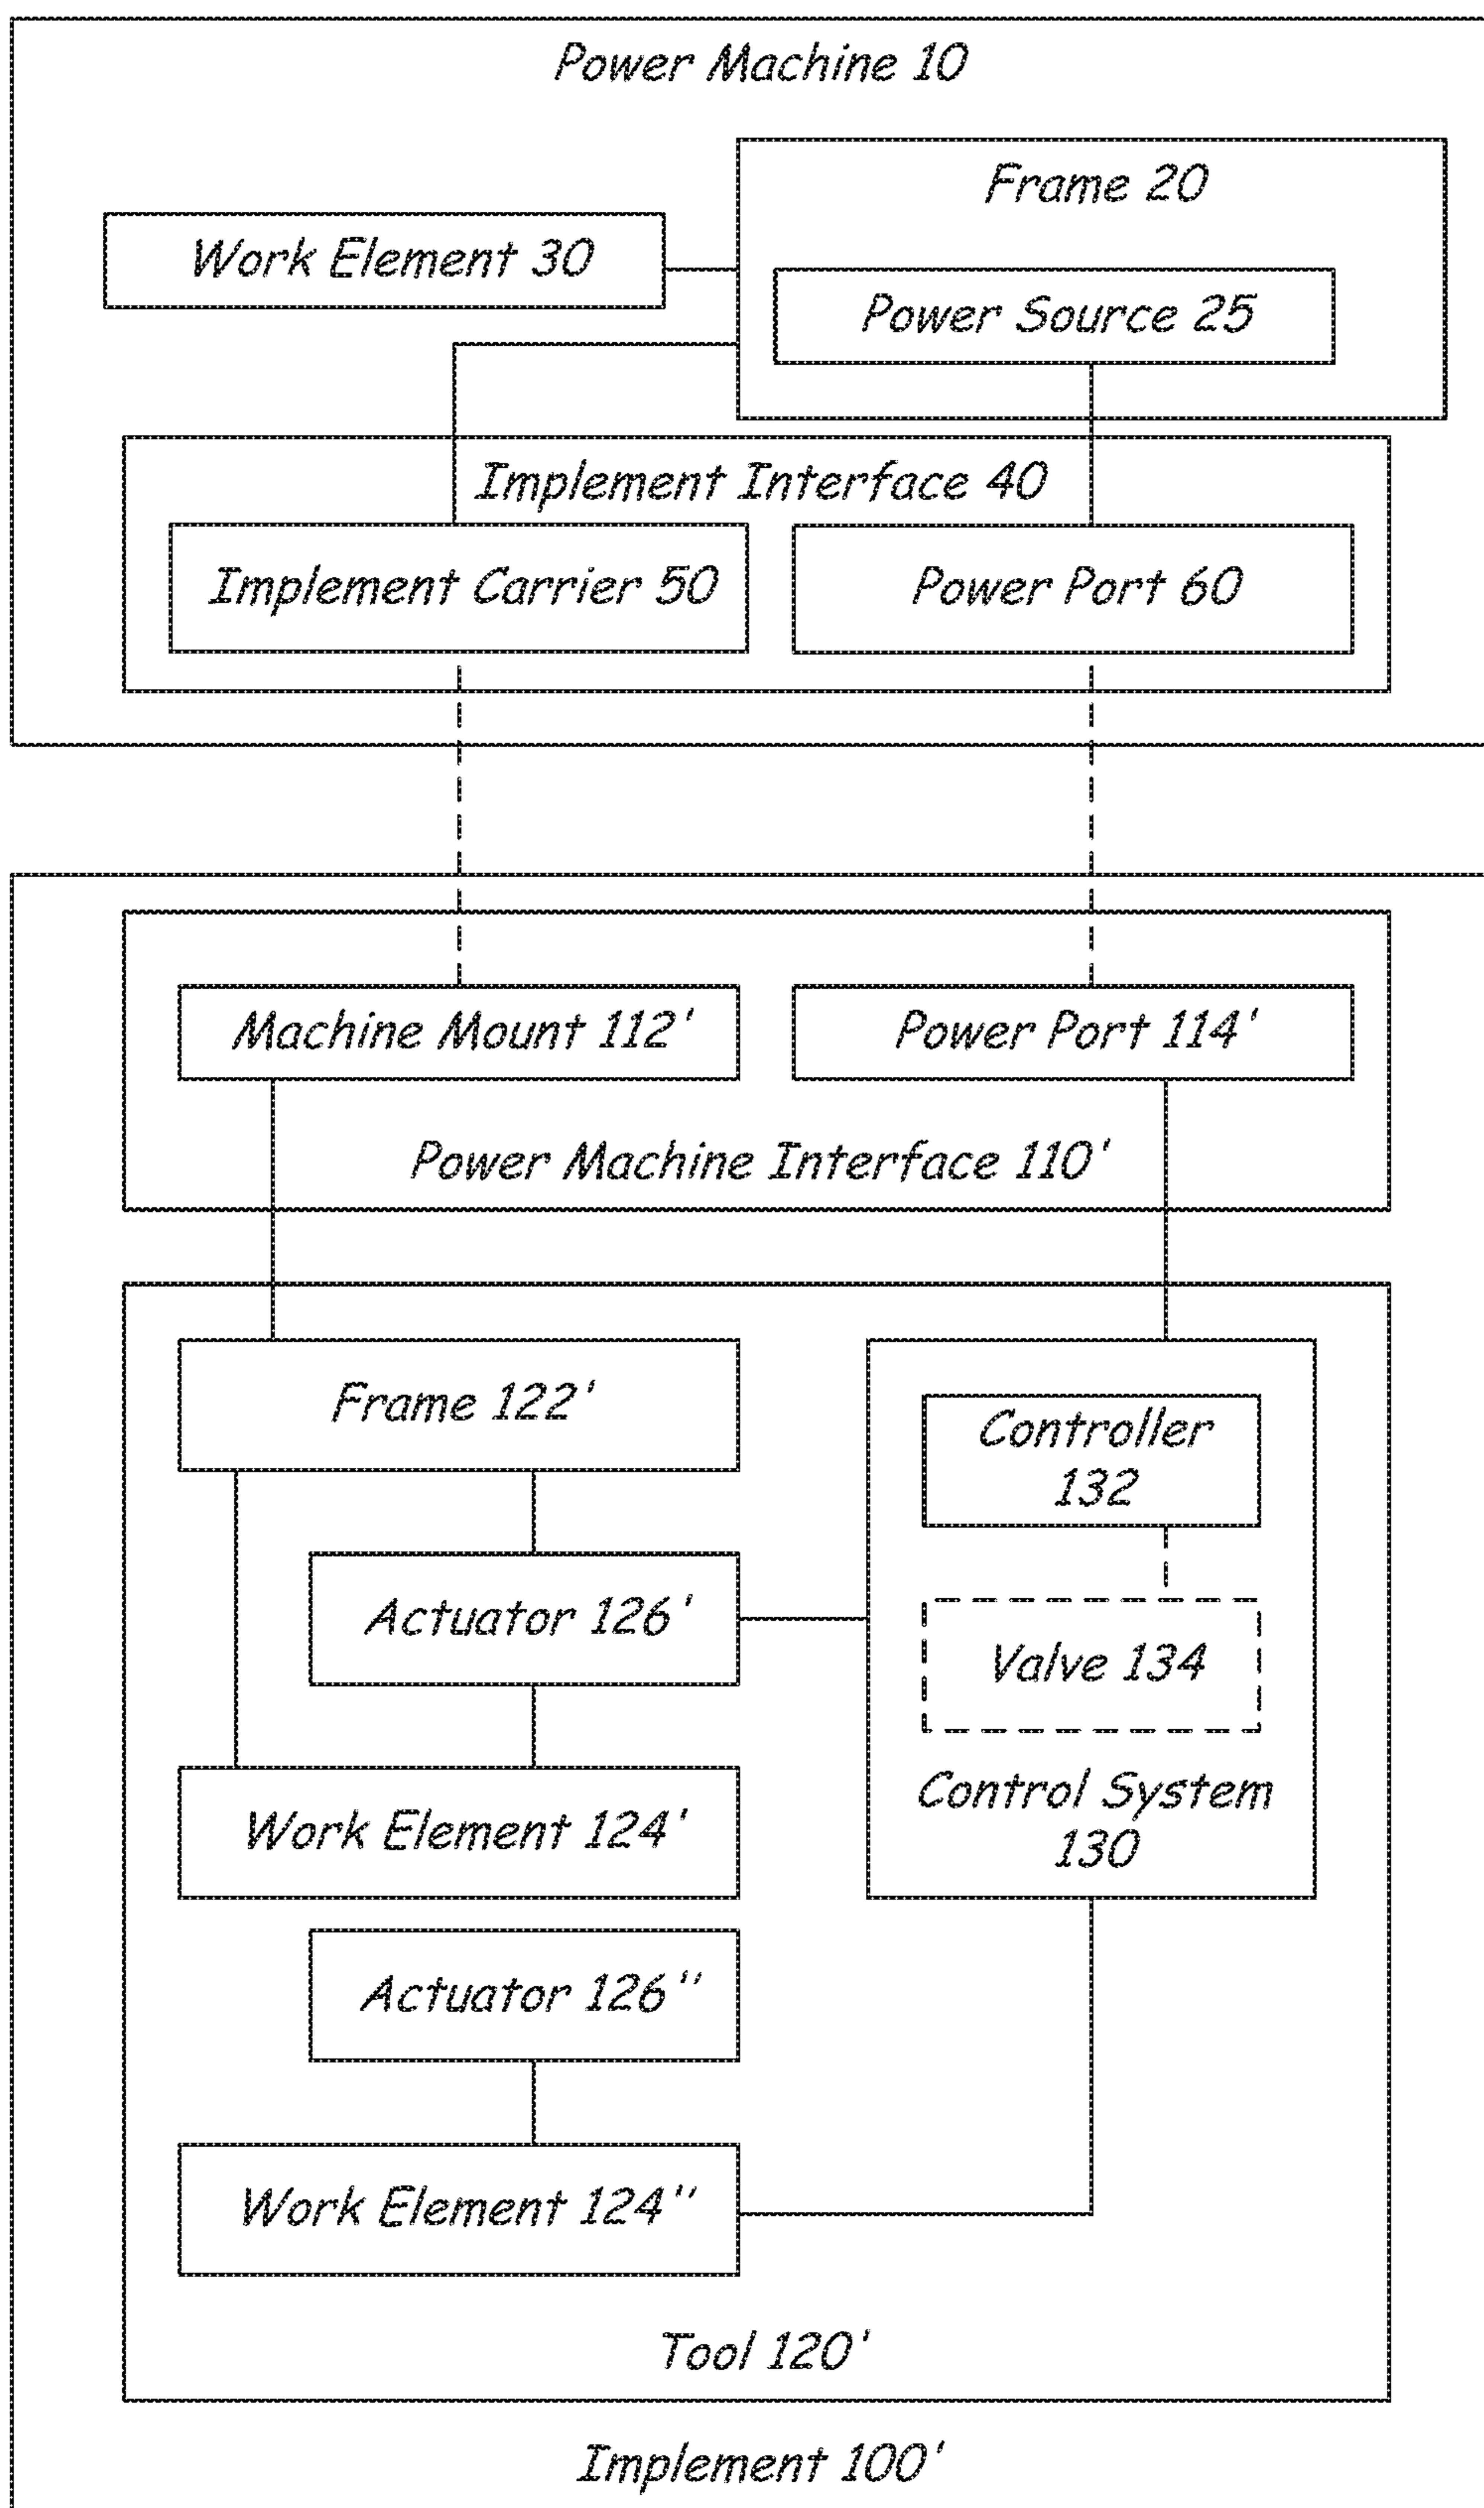 Power Machine 10
Frame 20
Work Element 30
Power Source 25
Implement Interface 40
Implement Carrier 50
Power Port 60
Machine Mount 112'
Power Port 114'
Power Machine Interface 110'
Frame 122'
Controller
132
Actuator 126'
Valve 134
Control System
130
Work Element 124'
Actuator 126''
Work Element 124''
Tool 120'
Implement 100'